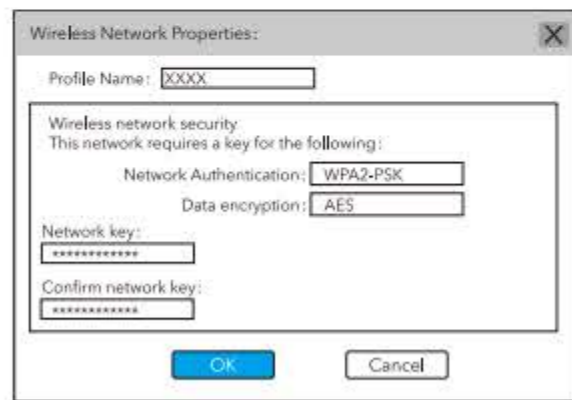 Wireless Network Properties:
Profile Name: XXXX
Wireless network security
This network requires a key for the following:
Network Authentication: WPA2-PSK
Data encryption: AES
Network key:
************
Confirm network key:
************
OK Cancel